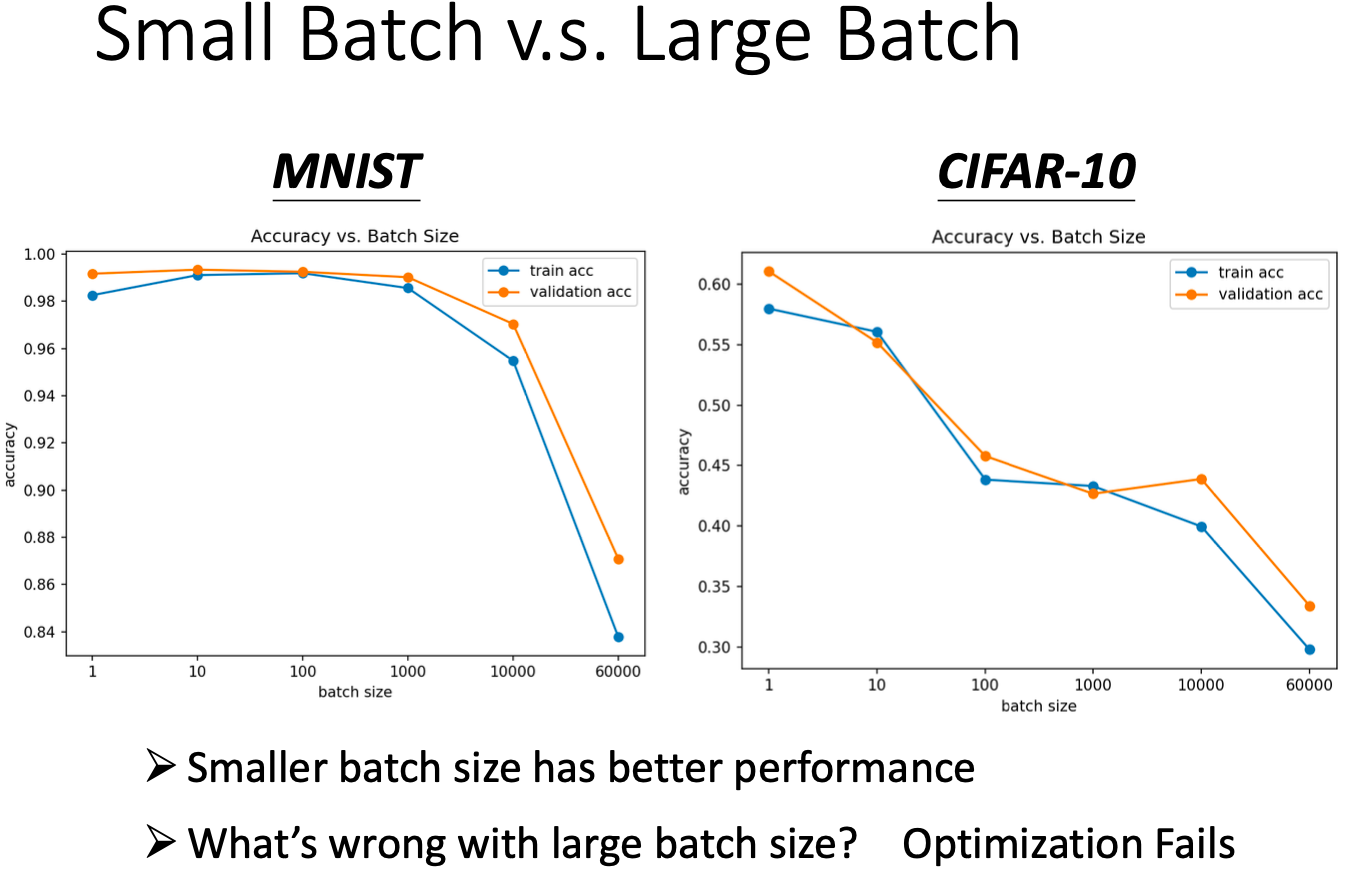 Small Batch v.s. Large Batch
MNIST
Accuracy vs. Batch Size
train acc
validation acc
accuracy
1.00
0.98
0.96
0.94
0.92
0.90
0.88
0.86
0.84
1 10 100 1000 10000 60000
batch size
CIFAR-10
Accuracy vs. Batch Size
train acc
validation acc
accuracy
0.60
0.55
0.50
0.45
0.40
0.35
0.30
1 10 100 1000 10000 60000
batch size
➢ Smaller batch size has better performance
➢ What’s wrong with large batch size? Optimization Fails